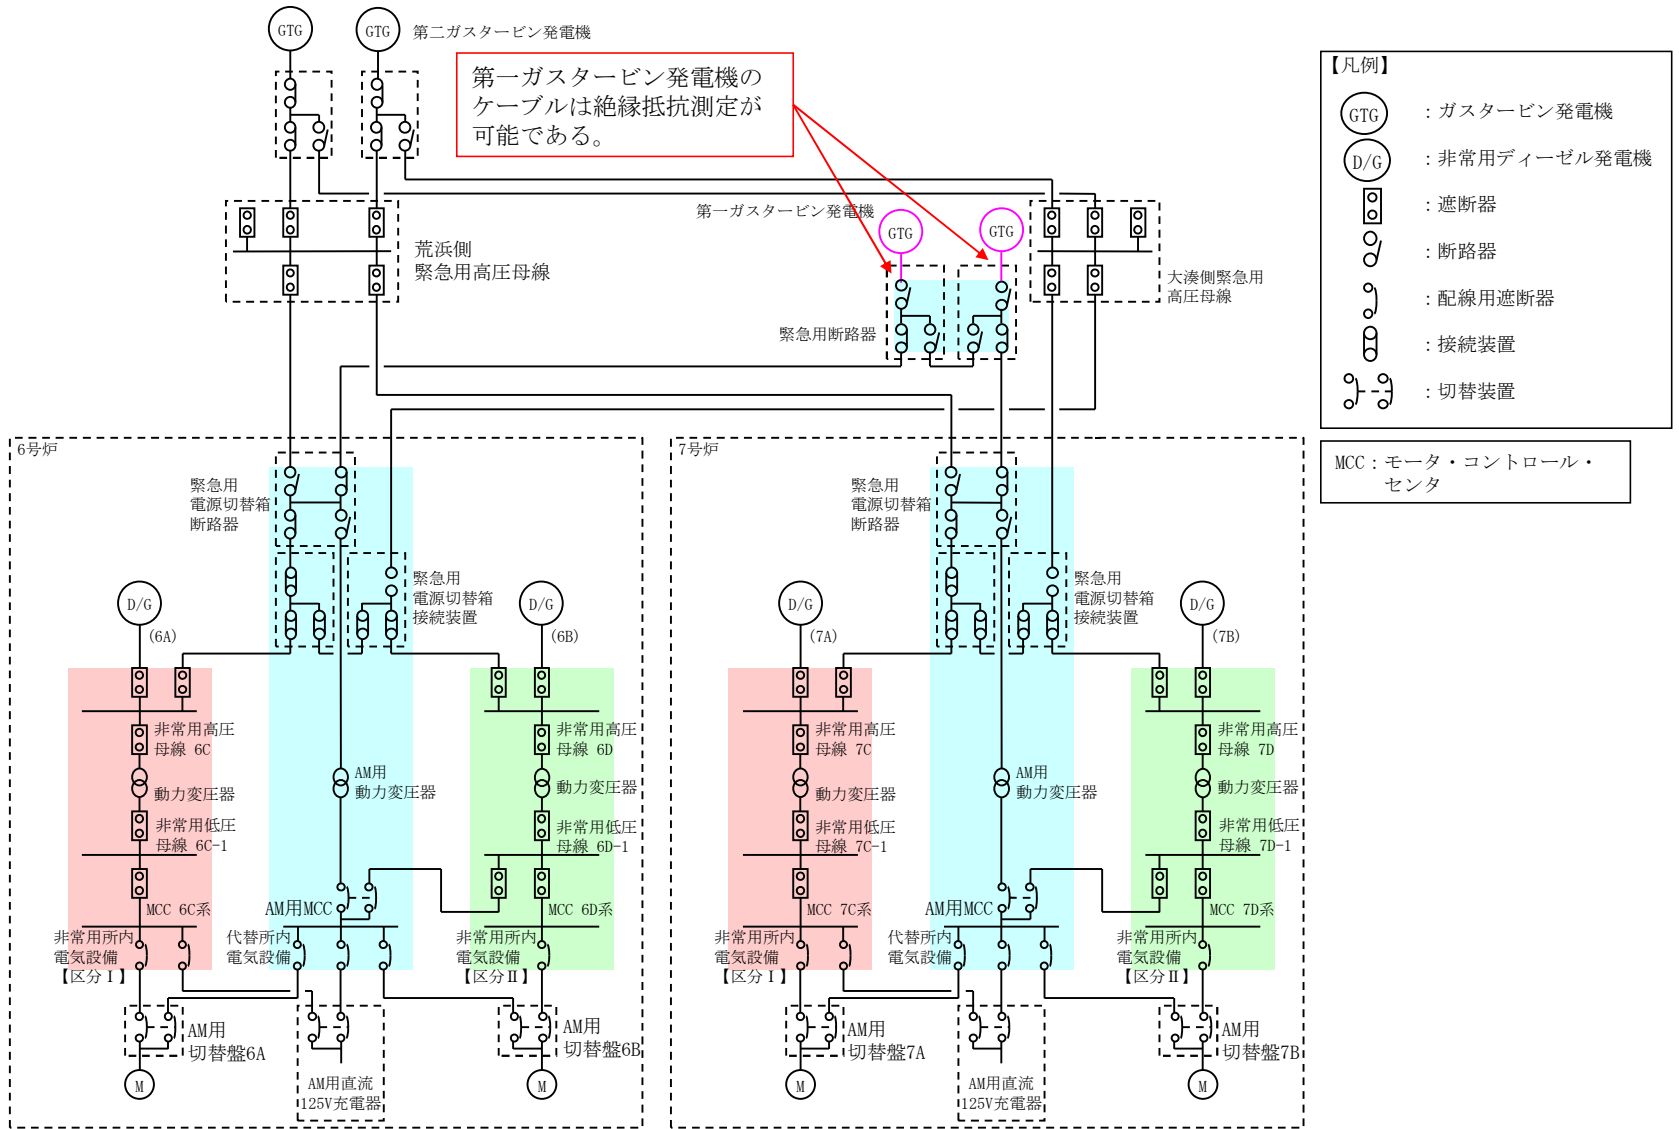 GTG
GTG
第二ガスタービン発電機
第一ガスタービン発電機の
ケーブルは絶縁抵抗測定が
可能である。
【凡例】
GTG
：ガスタービン発電機
D/G
：非常用ディーゼル発電機
：遮断器
：断路器
：配線用遮断器
：接続装置
：切替装置
MCC：モータ・コントロール・
センタ
第一ガスタービン発電機
GTG
GTG
荒浜側
緊急用高圧母線
大湊側緊急用
高圧母線
緊急用断路器
6号炉
緊急用
電源切替箱
断路器
緊急用
電源切替箱
接続装置
D/G
(6A)
D/G
(6B)
非常用高圧
母線 6C
非常用高圧
母線 6D
AM用
動力変圧器
動力変圧器
動力変圧器
非常用低圧
母線 6C-1
非常用低圧
母線 6D-1
MCC 6C系
AM用MCC
MCC 6D系
非常用所内
電気設備
【区分Ⅰ】
代替所内
電気設備
非常用所内
電気設備
【区分Ⅱ】
AM用
切替盤6A
AM用
切替盤6B
M
AM用直流
125V充電器
M
7号炉
緊急用
電源切替箱
断路器
緊急用
電源切替箱
接続装置
D/G
(7A)
D/G
(7B)
非常用高圧
母線 7C
非常用高圧
母線 7D
AM用
動力変圧器
動力変圧器
動力変圧器
非常用低圧
母線 7C-1
非常用低圧
母線 7D-1
MCC 7C系
AM用MCC
MCC 7D系
非常用所内
電気設備
【区分Ⅰ】
代替所内
電気設備
非常用所内
電気設備
【区分Ⅱ】
AM用
切替盤7A
AM用
切替盤7B
M
AM用直流
125V充電器
M